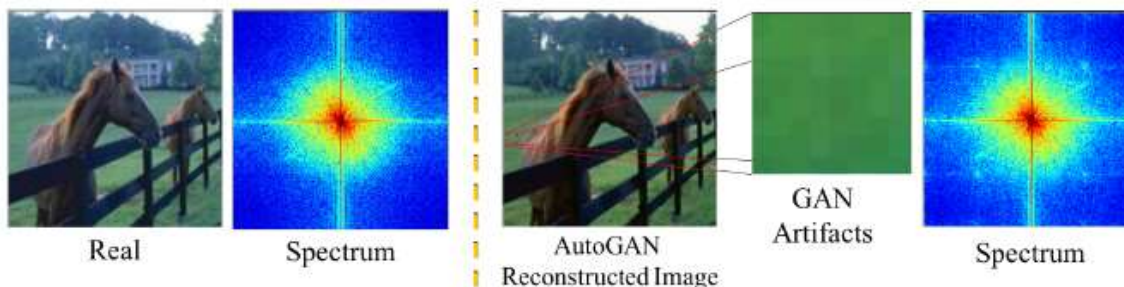 Real
Spectrum
AutoGAN
Reconstructed Image
GAN
Artifacts
Spectrum